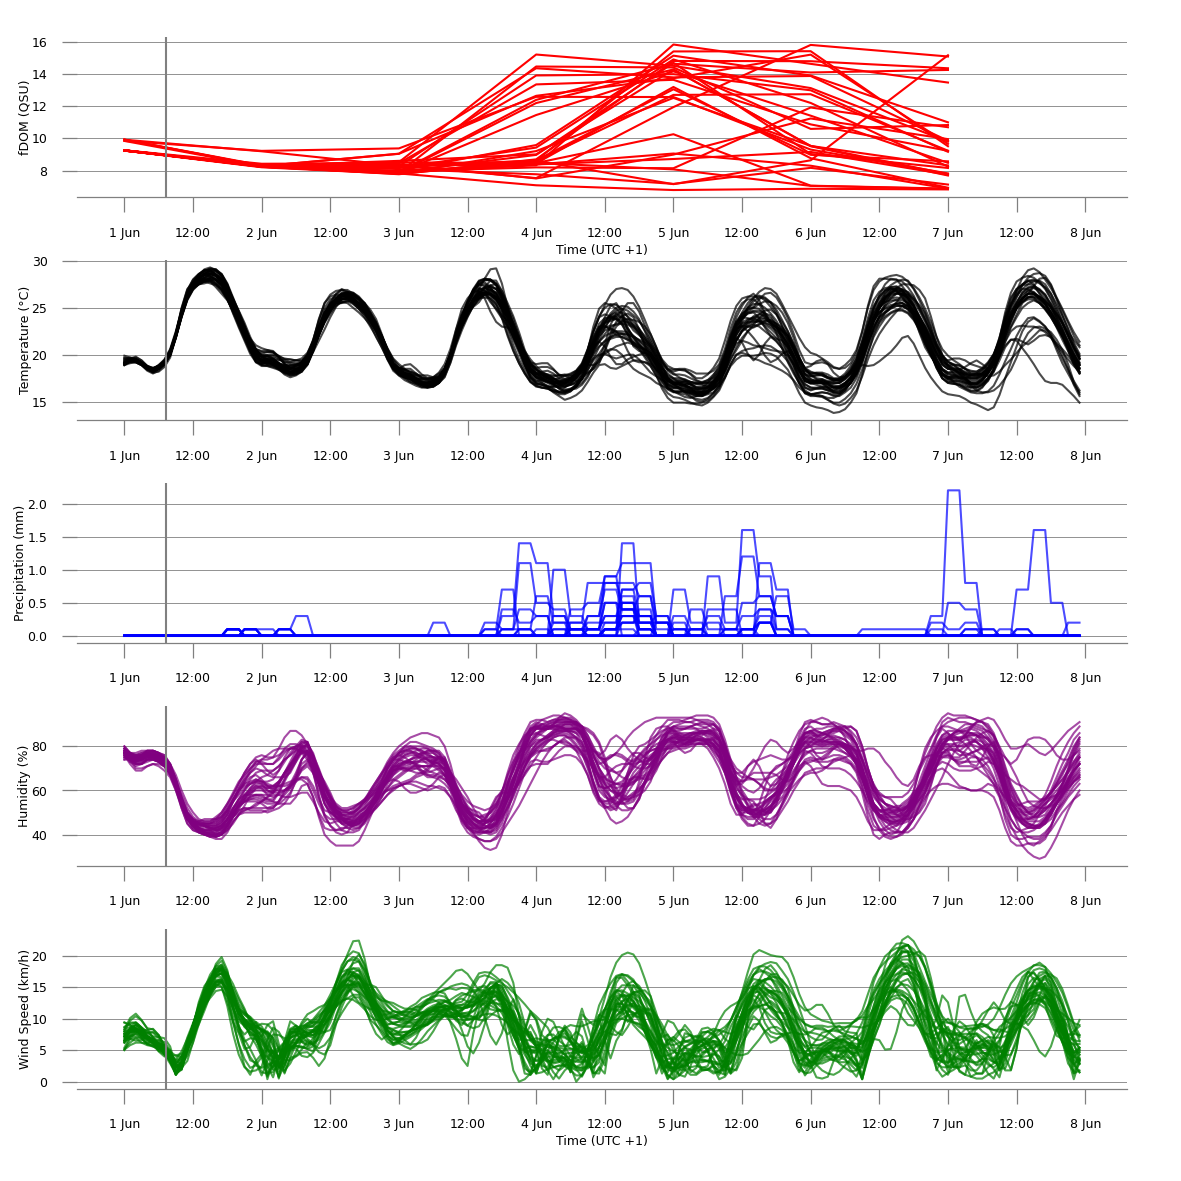 fDOM (QSU)
16
14
12
10
8
1 Jun 12:00 2 Jun 12:00 3 Jun 12:00 4 Jun 12:00 5 Jun 12:00 6 Jun 12:00 7 Jun 12:00 8 Jun
Time (UTC +1)
Temperature (°C)
30
25
20
15
1 Jun 12:00 2 Jun 12:00 3 Jun 12:00 4 Jun 12:00 5 Jun 12:00 6 Jun 12:00 7 Jun 12:00 8 Jun
Precipitation (mm)
2.0
1.5
1.0
0.5
0.0
1 Jun 12:00 2 Jun 12:00 3 Jun 12:00 4 Jun 12:00 5 Jun 12:00 6 Jun 12:00 7 Jun 12:00 8 Jun
Humidity (%)
80
60
40
1 Jun 12:00 2 Jun 12:00 3 Jun 12:00 4 Jun 12:00 5 Jun 12:00 6 Jun 12:00 7 Jun 12:00 8 Jun
Wind Speed (km/h)
20
15
10
5
0
1 Jun 12:00 2 Jun 12:00 3 Jun 12:00 4 Jun 12:00 5 Jun 12:00 6 Jun 12:00 7 Jun 12:00 8 Jun
Time (UTC +1)